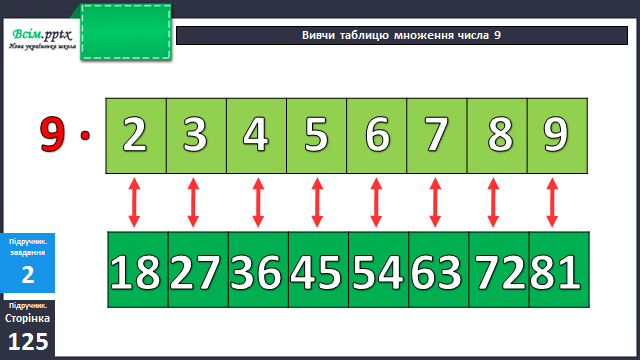 Всім.pptx
Нова українська школа
Вивчи таблицю множення числа 9
9 · 2 3 4 5 6 7 8 9
18 27 36 45 54 63 72 81
Підручник.
завдання
2
Підручник.
Сторінка
125